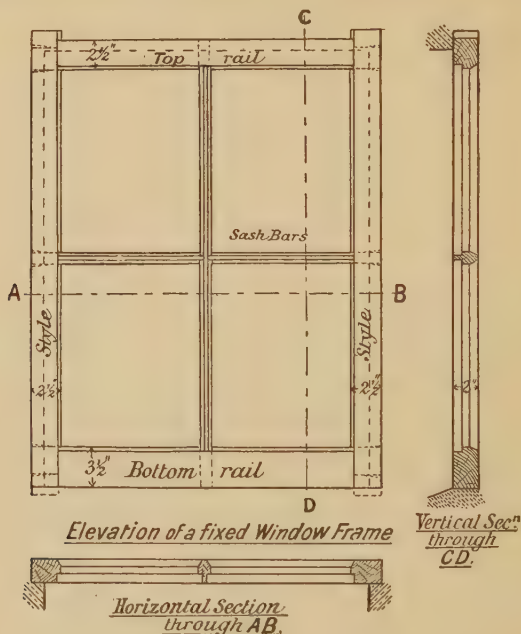 C
2½"
Top rail
Sash Bars
A
B
Style
Style
2½"
2½"
2"
3½"
Bottom rail
D
Elevation of a fixed Window Frame
Vertical Secn
through
CD.
Horizontal Section
through AB.